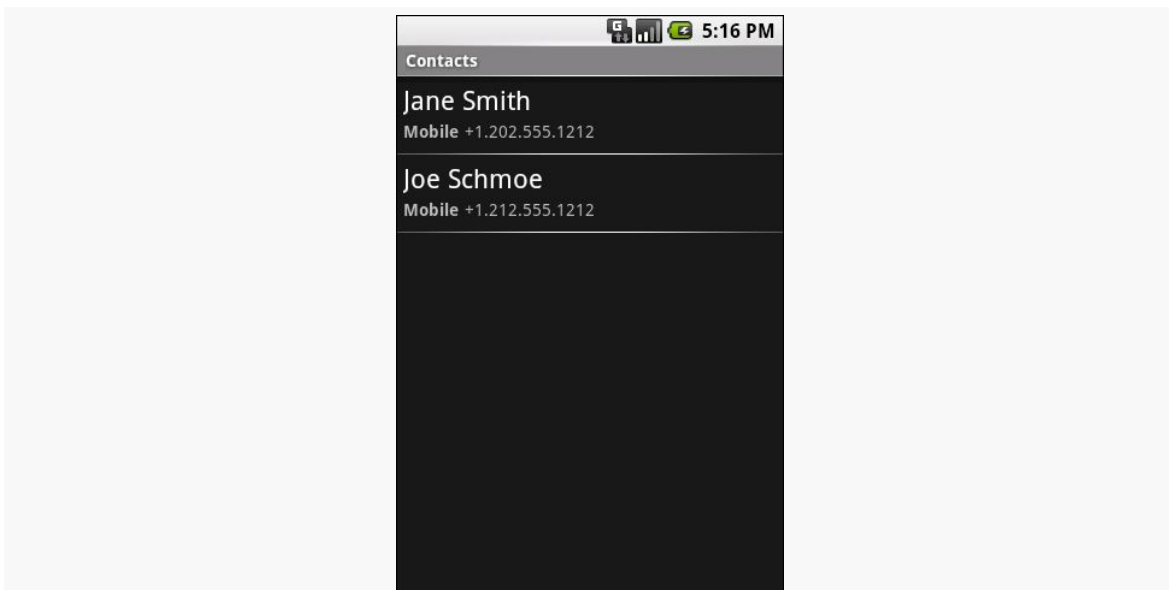 G
5:16 PM
Contacts
Jane Smith
Mobile +1.202.555.1212
Joe Schmoe
Mobile +1.212.555.1212